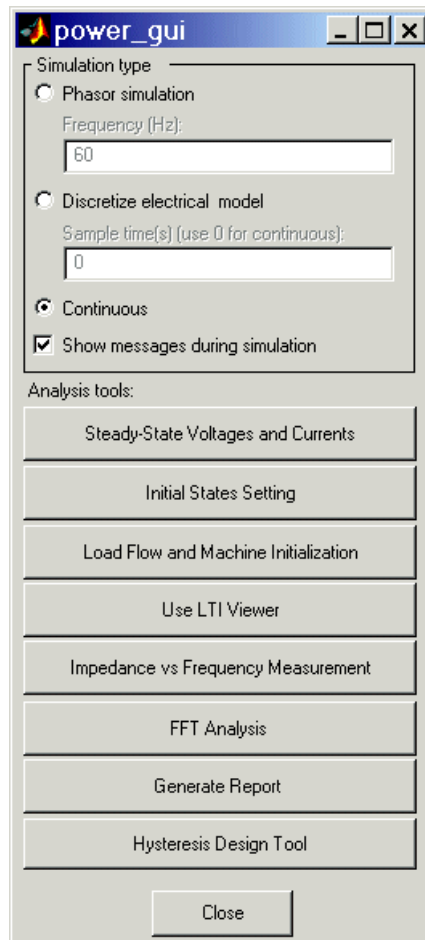 power_gui
Simulation type
Phasor simulation
Frequency (Hz):
60
Discretize electrical model
Sample time(s) (use 0 for continuous):
0
Continuous
Show messages during simulation
Analysis tools:
Steady-State Voltages and Currents
Initial States Setting
Load Flow and Machine Initialization
Use LTI Viewer
Impedance vs Frequency Measurement
FFT Analysis
Generate Report
Hysteresis Design Tool
Close